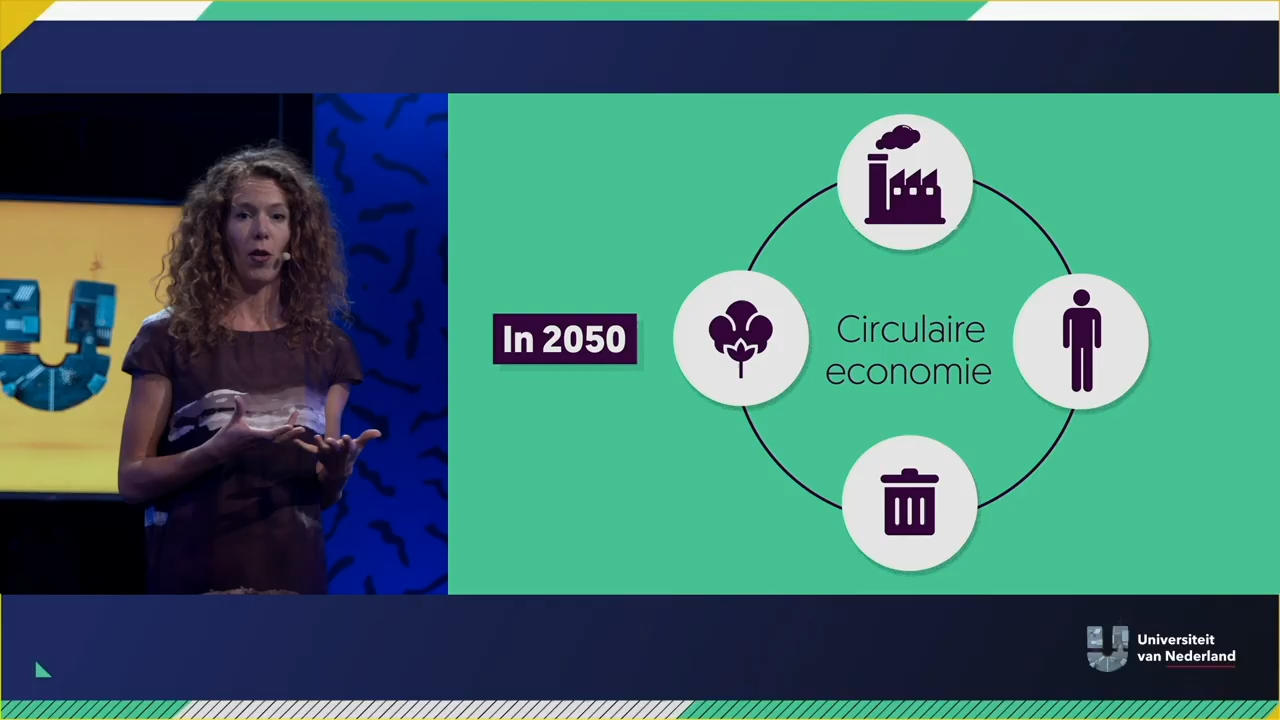 In 2050
Circulaire
economie
Universiteit
van Nederland